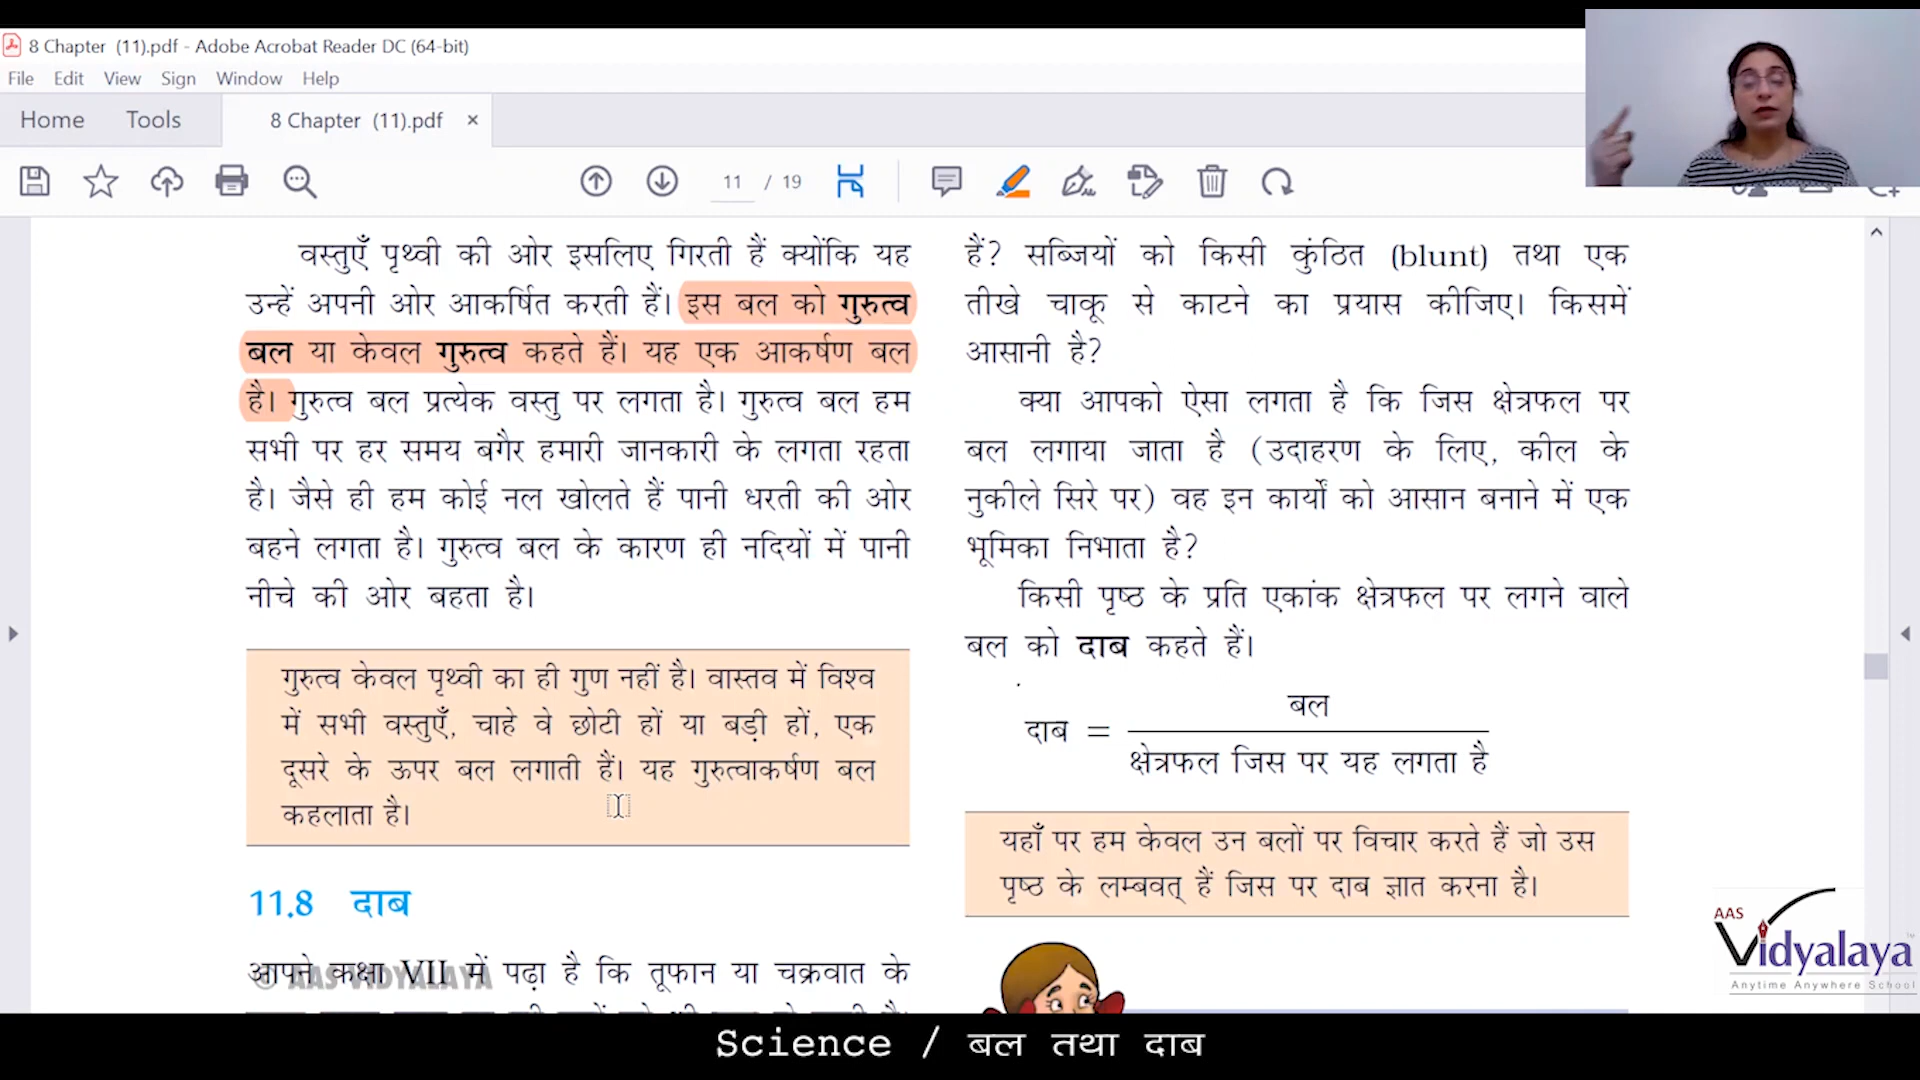 8 Chapter (11).pdf - Adobe Acrobat Reader DC (64-bit)
File Edit View Sign Window Help
Home Tools 8 Chapter (11).pdf ×
11 / 19
वस्तुएँ पृथ्वी की ओर इसलिए गिरती हैं क्योंकि यह
उन्हें अपनी ओर आकर्षित करती हैं। इस बल को गुरुत्व
बल या केवल गुरुत्व कहते हैं। यह एक आकर्षण बल
है। गुरुत्व बल प्रत्येक वस्तु पर लगता है। गुरुत्व बल हम
सभी पर हर समय बगैर हमारी जानकारी के लगता रहता
है। जैसे ही हम कोई नल खोलते हैं पानी धरती की ओर
बहने लगता है। गुरुत्व बल के कारण ही नदियों में पानी
नीचे की ओर बहता है।
गुरुत्व केवल पृथ्वी का ही गुण नहीं है। वास्तव में विश्व
में सभी वस्तुएँ, चाहे वे छोटी हों या बड़ी हों, एक
दूसरे के ऊपर बल लगाती हैं। यह गुरुत्वाकर्षण बल
कहलाता है।
11.8 दाब
आपने कक्षा VII में पढ़ा है कि तूफान या चक्रवात के
© AAS VIDYALAYA
हैं? सब्जियों को किसी कुंठित (blunt) तथा एक
तीखे चाकू से काटने का प्रयास कीजिए। किसमें
आसानी है?
क्या आपको ऐसा लगता है कि जिस क्षेत्रफल पर
बल लगाया जाता है (उदाहरण के लिए, कील के
नुकीले सिरे पर) वह इन कार्यों को आसान बनाने में एक
भूमिका निभाता है?
किसी पृष्ठ के प्रति एकांक क्षेत्रफल पर लगने वाले
बल को दाब कहते हैं।
बल
दाब =
क्षेत्रफल जिस पर यह लगता है
यहाँ पर हम केवल उन बलों पर विचार करते हैं जो उस
पृष्ठ के लम्बवत् हैं जिस पर दाब ज्ञात करना है।
AAS
Vidyalaya
Anytime Anywhere School
Science / बल तथा दाब